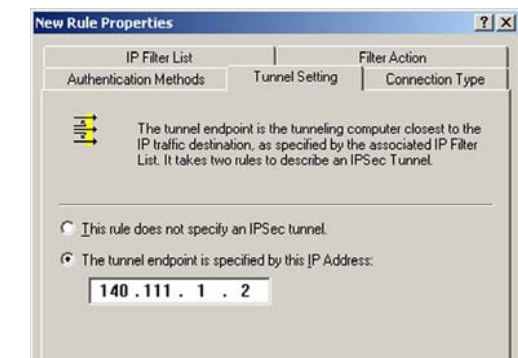 New Rule Properties
IP Filter List Filter Action
Authentication Methods Tunnel Setting Connection Type
The tunnel endpoint is the tunneling computer closest to the
IP traffic destination, as specified by the associated IP Filter
List. It takes two rules to describe an IPSec Tunnel.
This rule does not specify an IPSec tunnel.
The tunnel endpoint is specified by this IP Address:
140 . 111 . 1 . 2